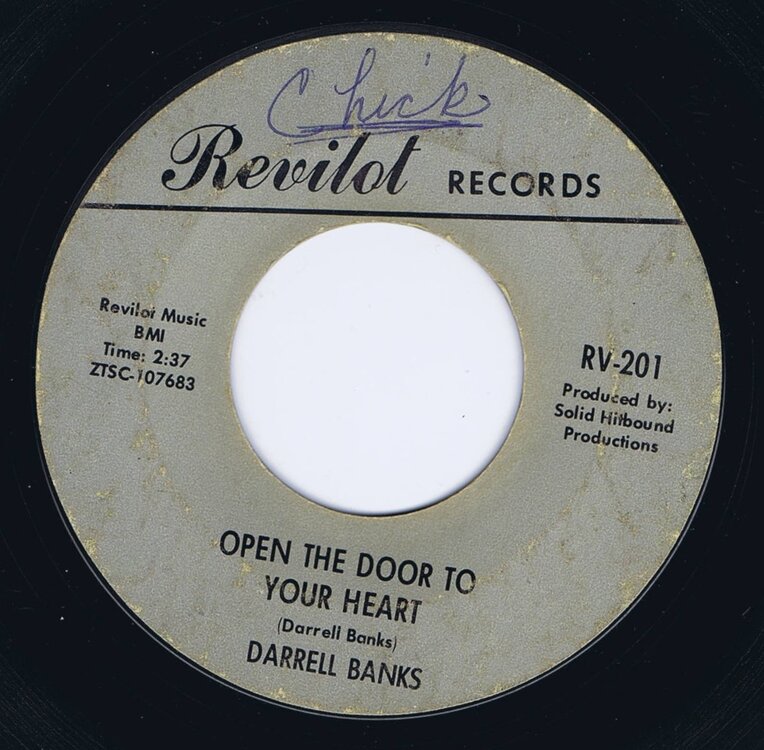 Chick
Revilot RECORDS
Revilot Music
BMI
Time: 2:37
ZTSC-107683
RV-201
Produced by:
Solid Hitbound
Productions
OPEN THE DOOR TO
YOUR HEART
(Darrell Banks)
DARRELL BANKS